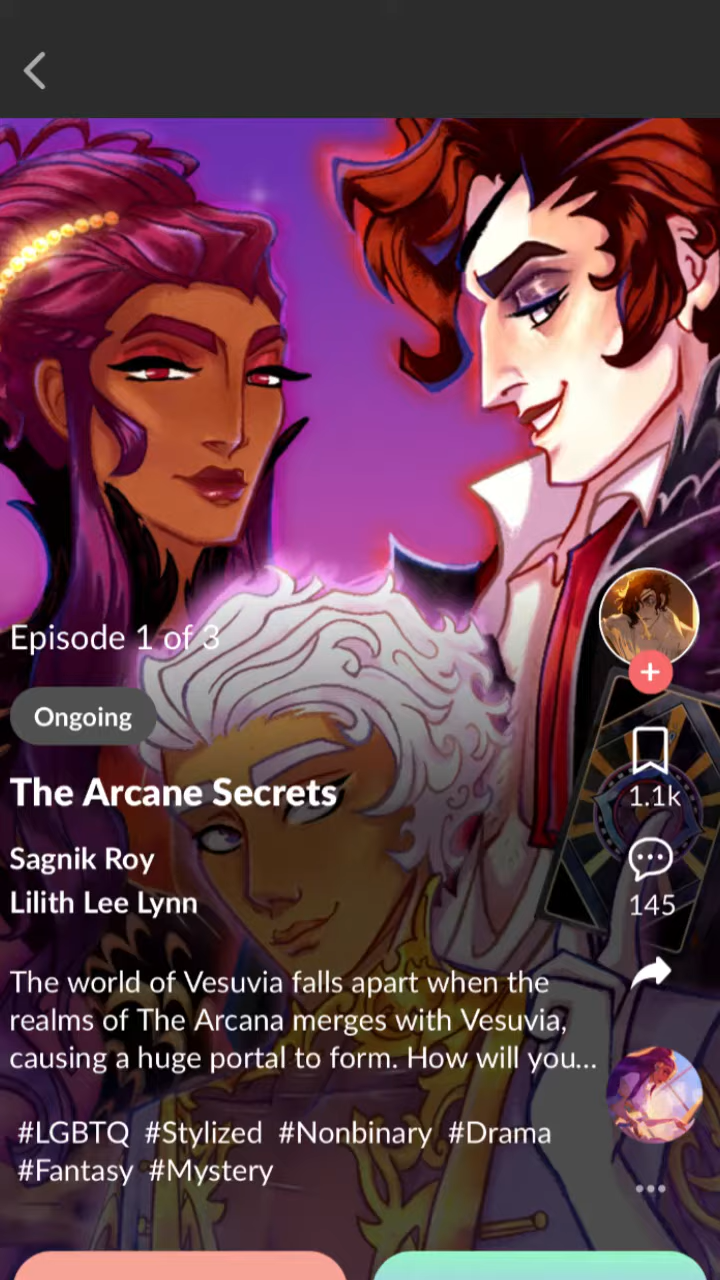 Episode 1 of 3
Ongoing
The Arcane Secrets
Sagnik Roy
Lilith Lee Lynn
1.1k
145
The world of Vesuvia falls apart when the
realms of The Arcana merges with Vesuvia,
causing a huge portal to form. How will you...
#LGBTQ #Stylized #Nonbinary #Drama
#Fantasy #Mystery